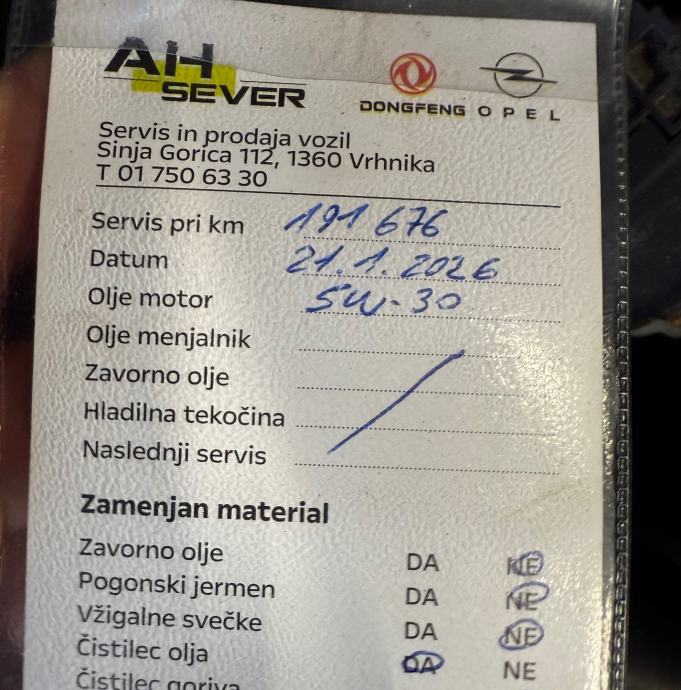 AH
SEVER
DONGFENG OPEL
Servis in prodaja vozil
Sinja Gorica 112, 1360 Vrhnika
T 01 750 63 30
Servis pri km 191 676
Datum 21.1.2026
Olje motor 5W-30
Olje menjalnik
Zavorno olje
Hladilna tekočina
Naslednji servis
Zamenjan material
Zavorno olje DA NE
Pogonski jermen DA NE
Vžigalne svečke DA NE
Čistilec olja DA NE
Čistilec goriva